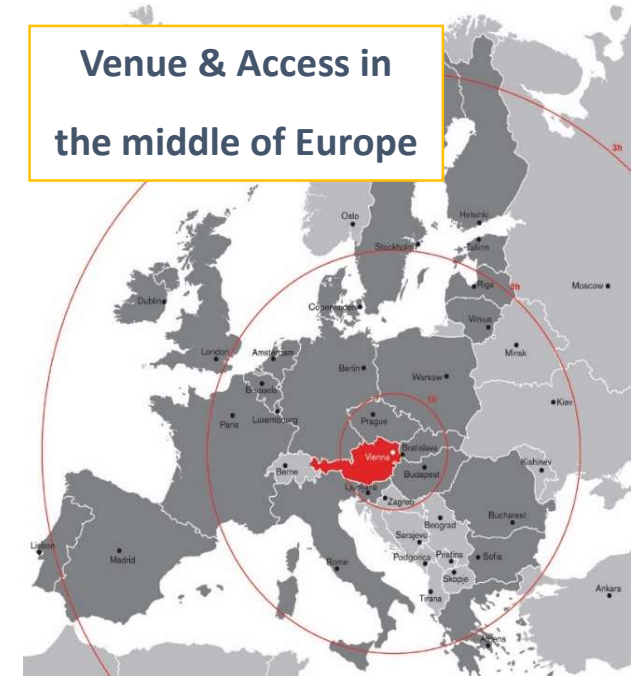 Venue & Access in
the middle of Europe
3h
Oslo
Helsinki
Stockholm
Tallinn
Riga
2h
Moscow
Dublin
Copenhagen
Vilnius
Minsk
London
Amsterdam
Berlin
Warsaw
Brussels
Kiev
Paris
Luxembourg
Prague
1h
Vienna
Bratislava
Berne
Budapest
Kishinev
Ljubljana
Zagreb
Beograd
Bucharest
Sarajevo
Lisbon
Madrid
Rome
Podgorica
Pristina
Sofia
Skopje
Tirana
Ankara
Athens